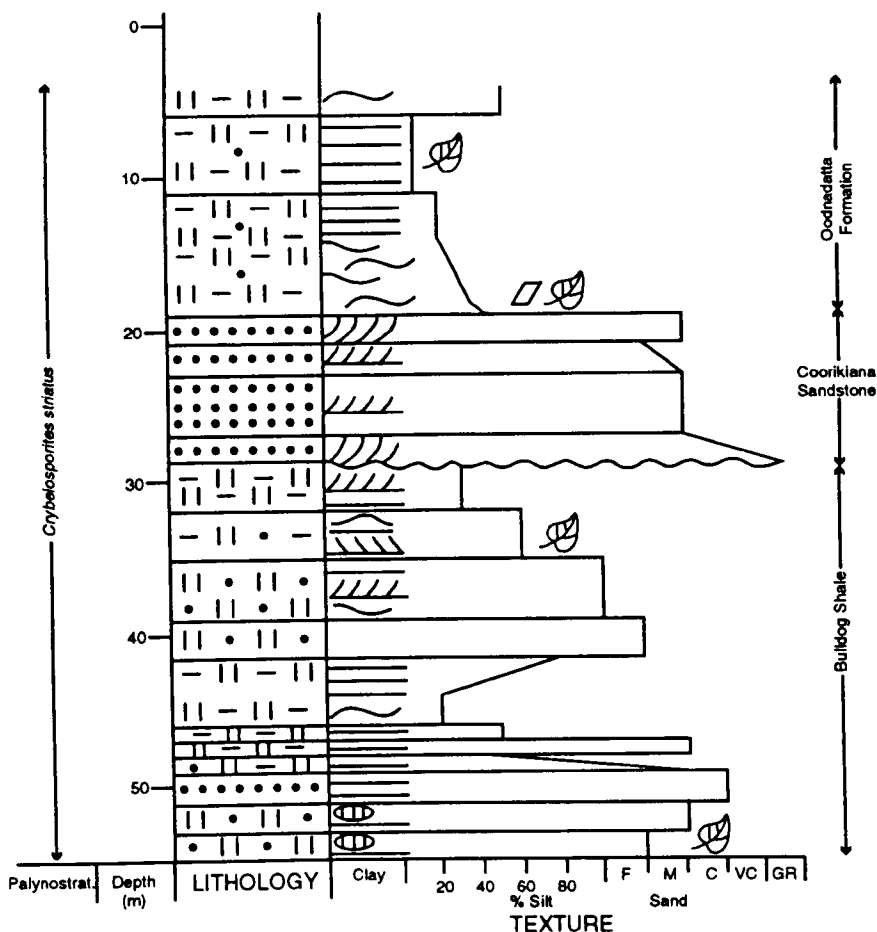 0
10
20
30
40
50
Crybelosporites striatus
Oodnadatta
Formation
Coorikiana
Sandstone
Bulldog Shale
Palynostrat.
Depth
(m)
LITHOLOGY
Clay
20 40 60 80
% Silt
F M C VC GR
Sand
TEXTURE